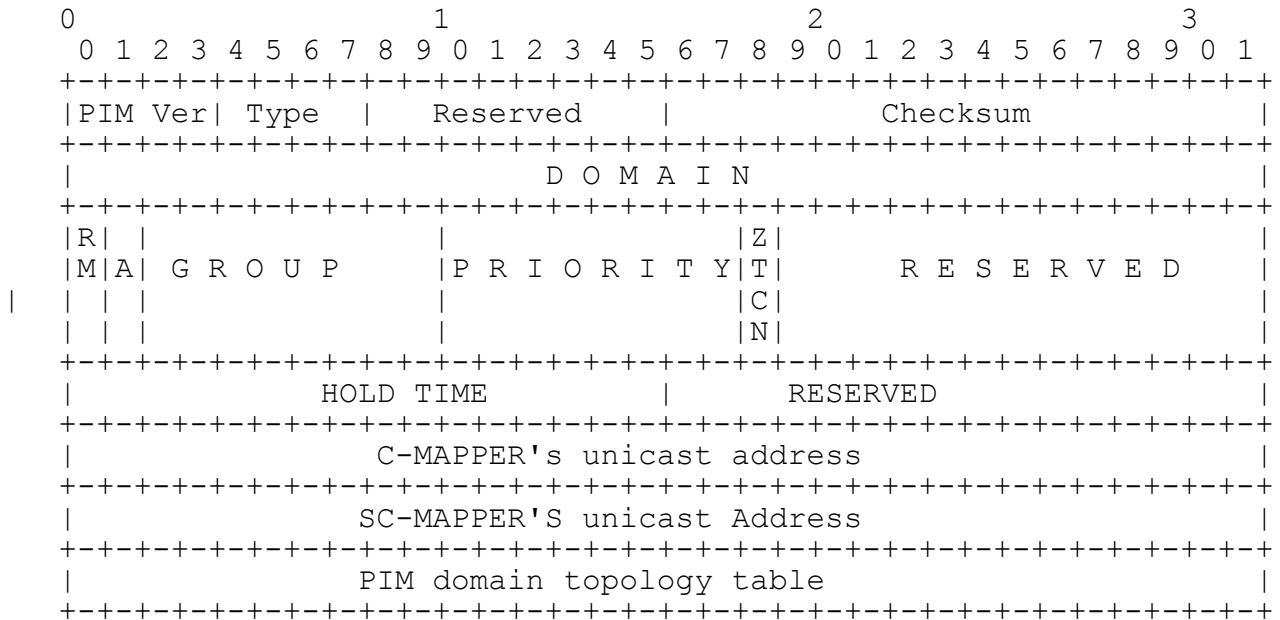 0                   1                   2                   3
 0 1 2 3 4 5 6 7 8 9 0 1 2 3 4 5 6 7 8 9 0 1 2 3 4 5 6 7 8 9 0 1
+-+-+-+-+-+-+-+-+-+-+-+-+-+-+-+-+-+-+-+-+-+-+-+-+-+-+-+-+-+-+-+-+
|PIM Ver| Type  |   Reserved    |           Checksum            |
+-+-+-+-+-+-+-+-+-+-+-+-+-+-+-+-+-+-+-+-+-+-+-+-+-+-+-+-+-+-+-+-+
|                         D O M A I N                           |
+-+-+-+-+-+-+-+-+-+-+-+-+-+-+-+-+-+-+-+-+-+-+-+-+-+-+-+-+-+-+-+-+
|R| |               |               |Z|                         |
|M|A| G R O U P     |P R I O R I T Y|T|      R E S E R V E D    |
|  | | |               |               |C|                         |
| | |               |               |N|                         |
+-+-+-+-+-+-+-+-+-+-+-+-+-+-+-+-+-+-+-+-+-+-+-+-+-+-+-+-+-+-+-+-+
|             HOLD TIME         |      RESERVED                 |
+-+-+-+-+-+-+-+-+-+-+-+-+-+-+-+-+-+-+-+-+-+-+-+-+-+-+-+-+-+-+-+-+
|                C-MAPPER's unicast address                     |
+-+-+-+-+-+-+-+-+-+-+-+-+-+-+-+-+-+-+-+-+-+-+-+-+-+-+-+-+-+-+-+-+
|               SC-MAPPER'S unicast Address                     |
+-+-+-+-+-+-+-+-+-+-+-+-+-+-+-+-+-+-+-+-+-+-+-+-+-+-+-+-+-+-+-+-+
|               PIM domain topology table                       |
+-+-+-+-+-+-+-+-+-+-+-+-+-+-+-+-+-+-+-+-+-+-+-+-+-+-+-+-+-+-+-+-+